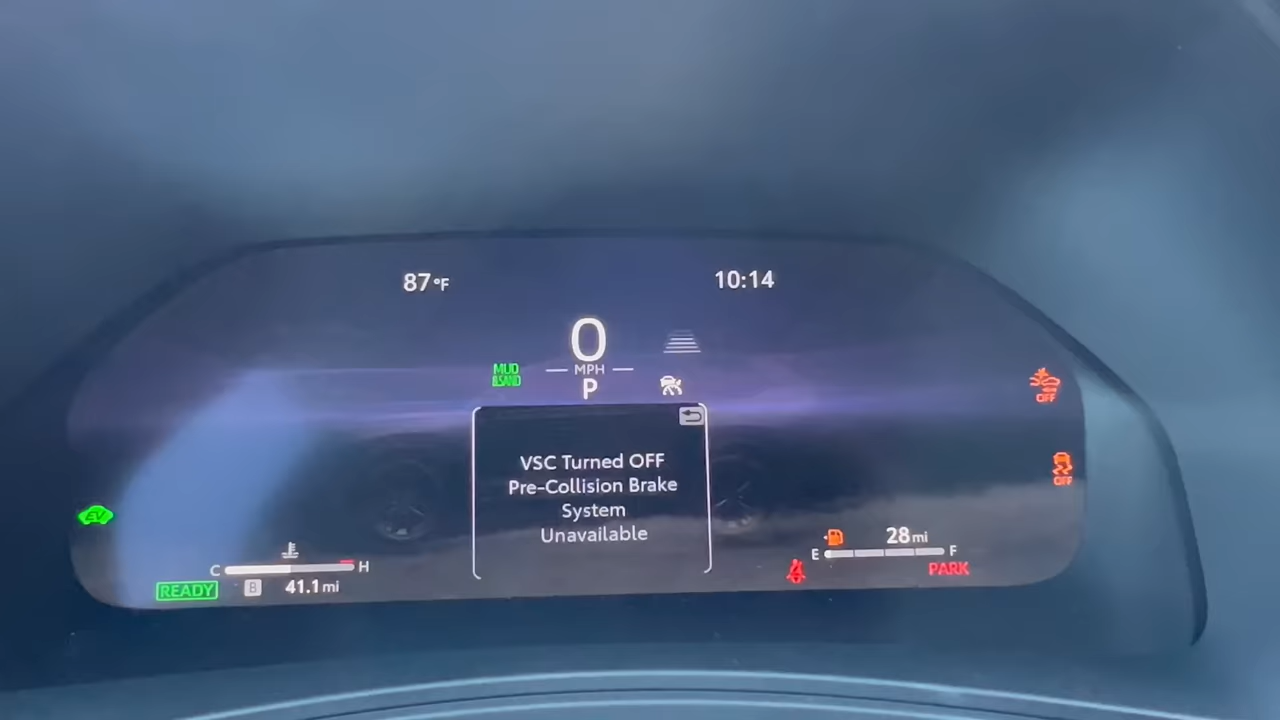 87°F
10:14
0
MPH
P
MUD
&SAND
OFF
VSC Turned OFF
Pre-Collision Brake
System
Unavailable
OFF
EV
C
H
READY
B
41.1 mi
28 mi
E
F
PARK